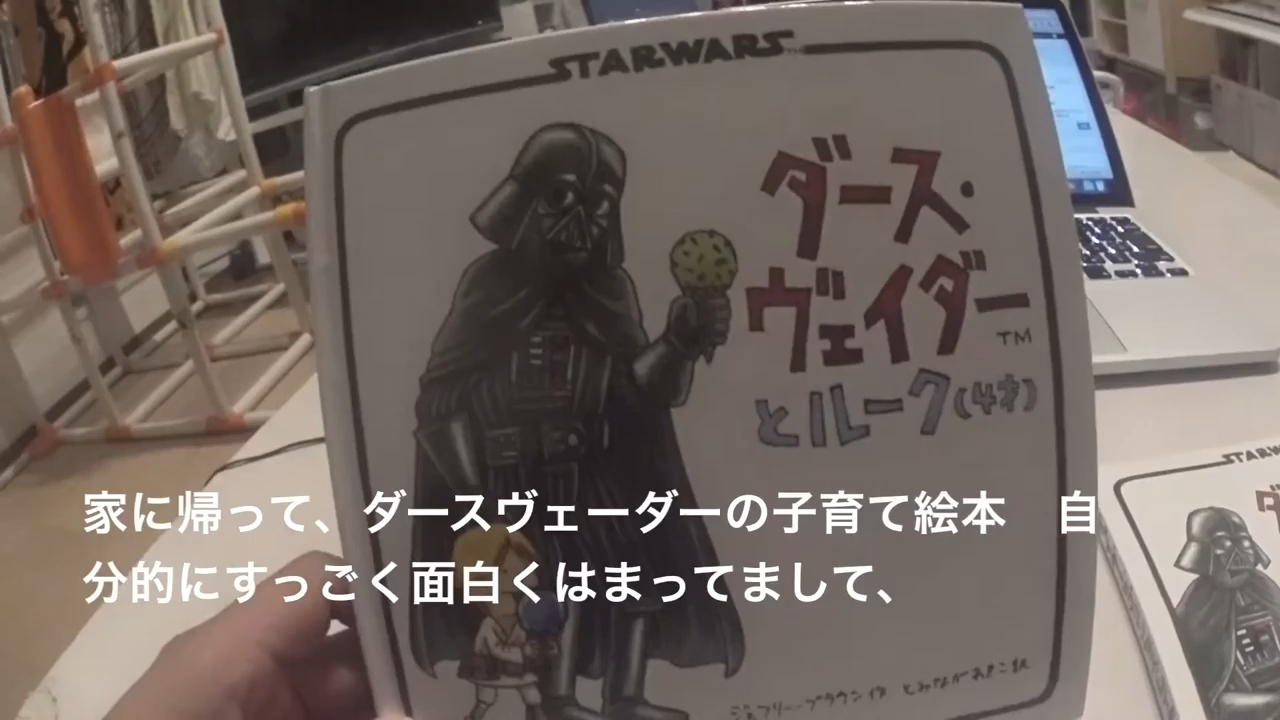 STARWARS
ダース・
ヴェイダー
TM
とルーク(4才)
家に帰って、ダースヴェーダーの子育て絵本　自
分的にすっごく面白くはまってまして、
ジェフリー・ブラウン作 とみながあきこ訳
STARW